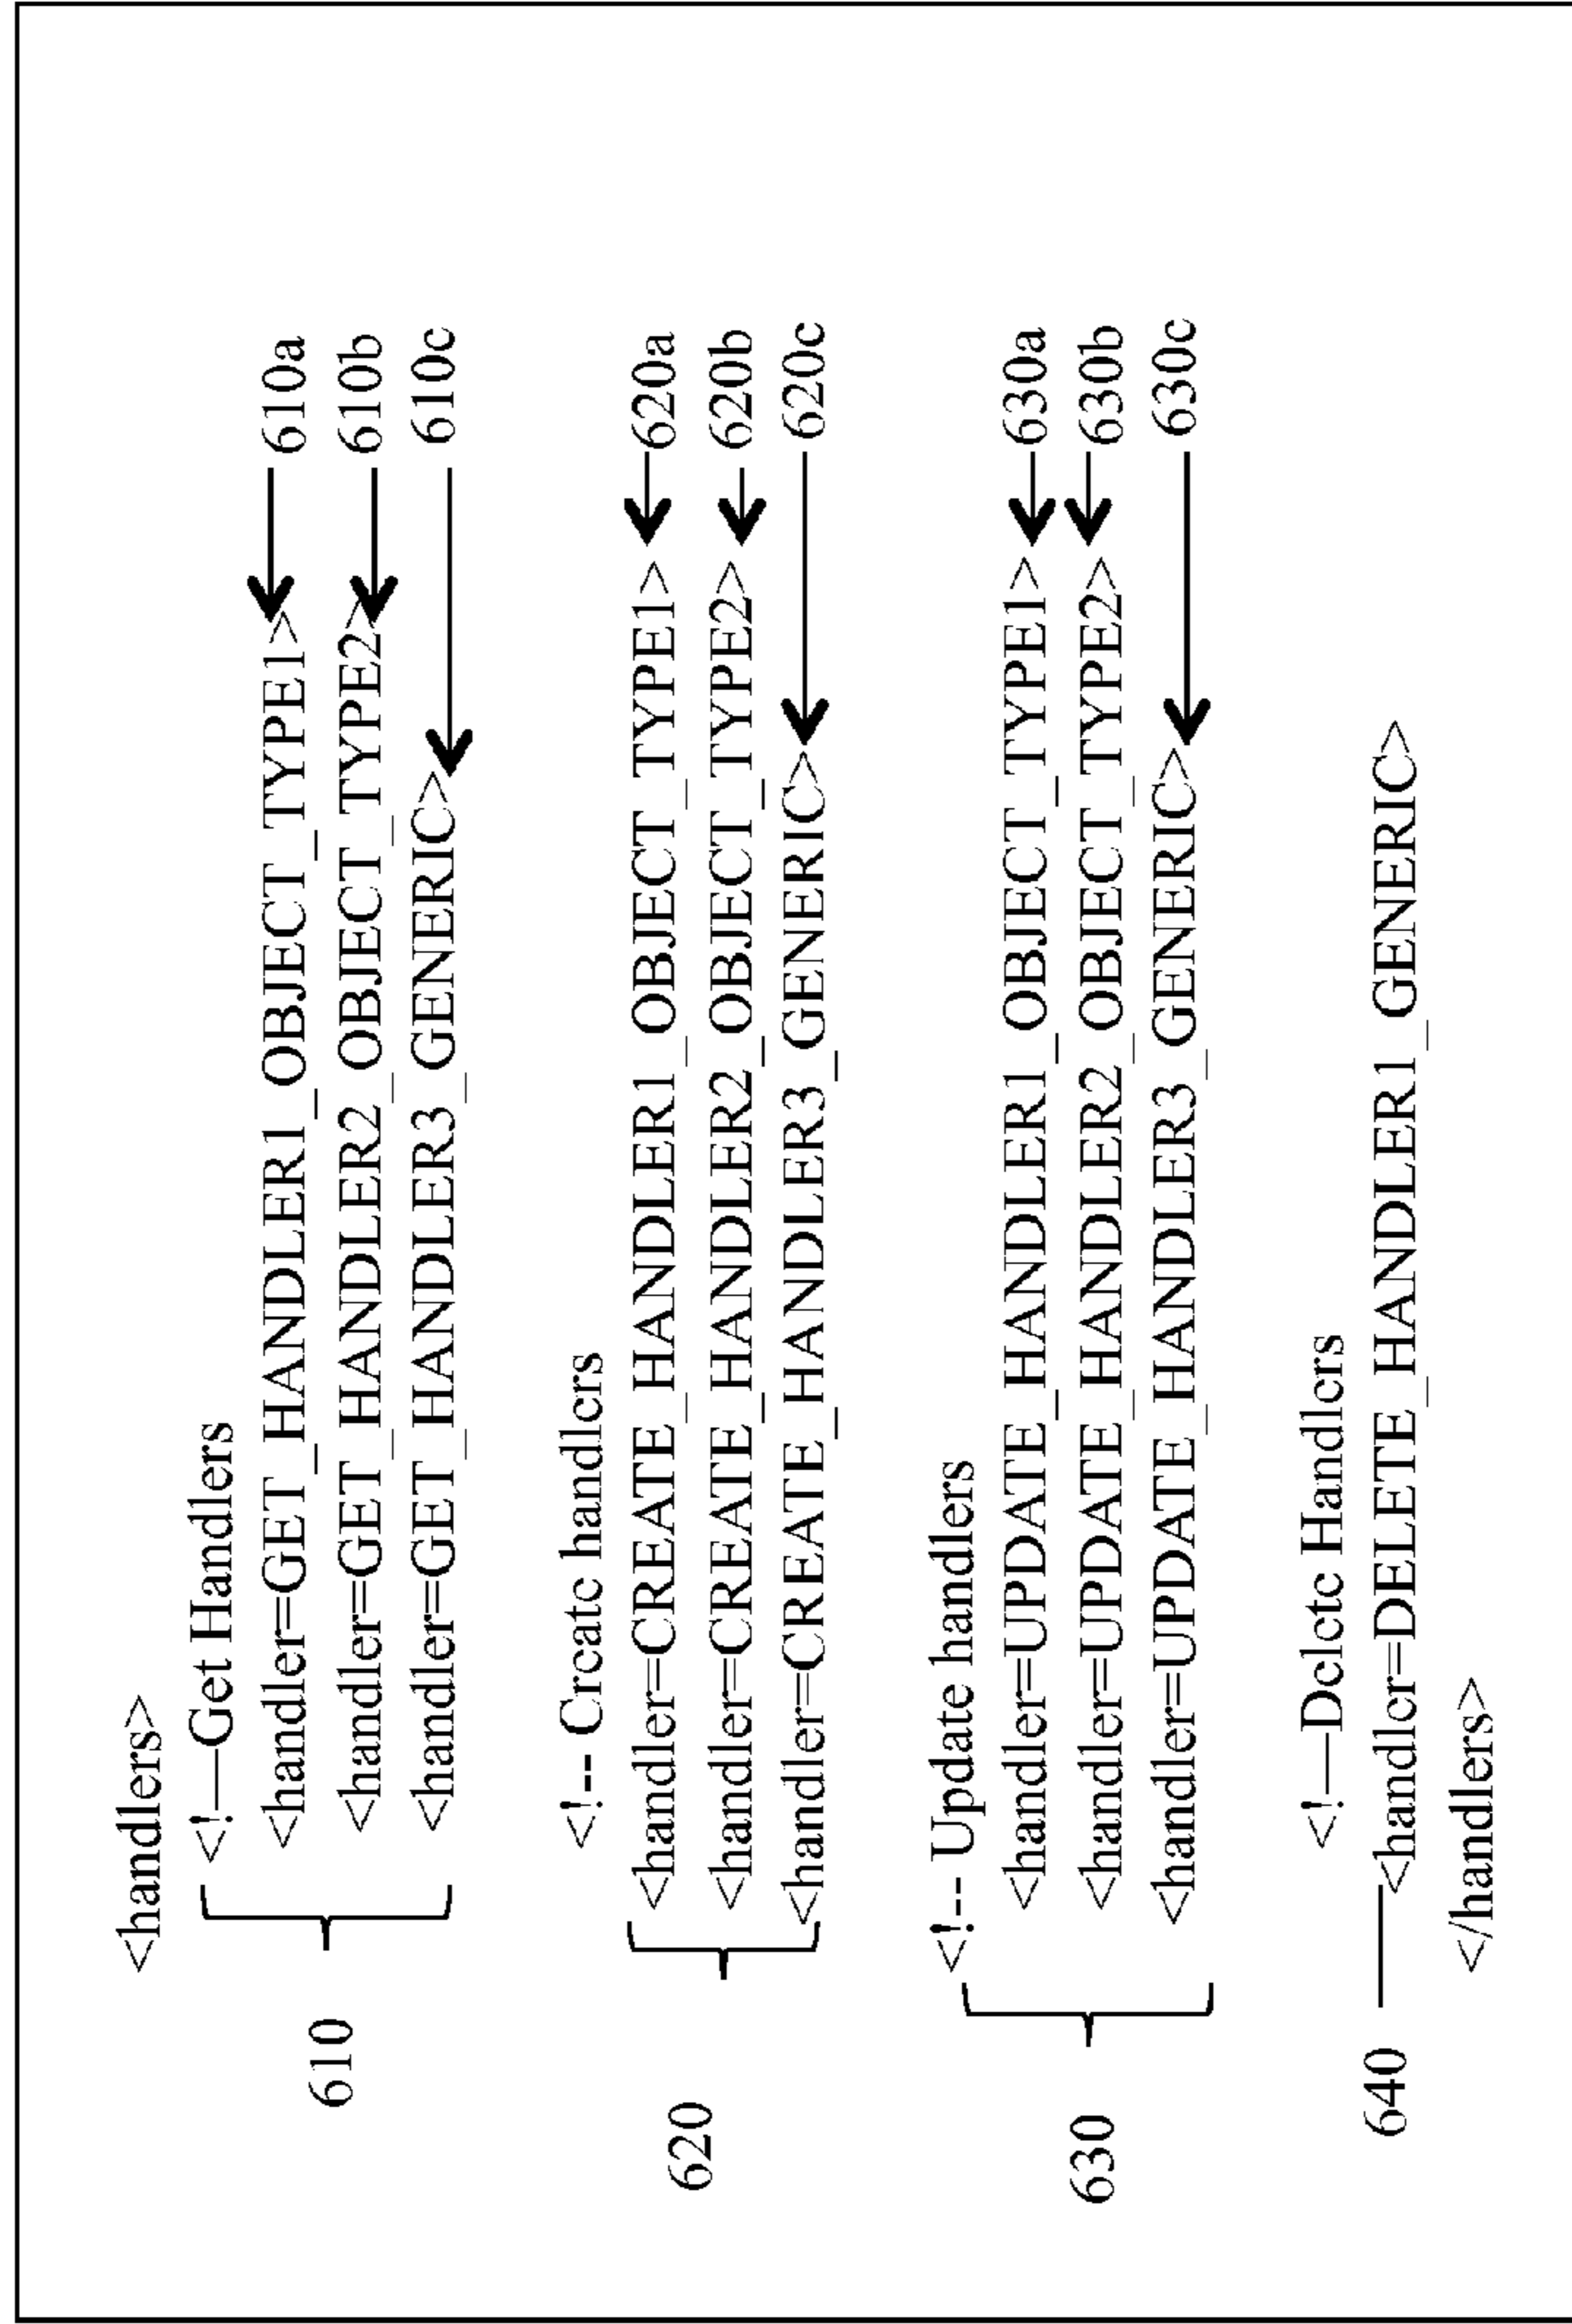 <handlers>
<!—Get Handlers
<handler=GET_HANDLER1_OBJECT_TYPE1> 610a
610 <handler=GET_HANDLER2_OBJECT_TYPE2> 610b
<handler=GET_HANDLER3_GENERIC> 610c
<!-- Create handlers
<handler=CREATE_HANDLER1_OBJECT_TYPE1> 620a
620 <handler=CREATE_HANDLER2_OBJECT_TYPE2> 620b
<handler=CREATE_HANDLER3_GENERIC> 620c
<!-- Update handlers
<handler=UPDATE_HANDLER1_OBJECT_TYPE1> 630a
630 <handler=UPDATE_HANDLER2_OBJECT_TYPE2> 630b
<handler=UPDATE_HANDLER3_GENERIC> 630c
<!—Delete Handlers
640 <handler=DELETE_HANDLER1_GENERIC>
</handlers>